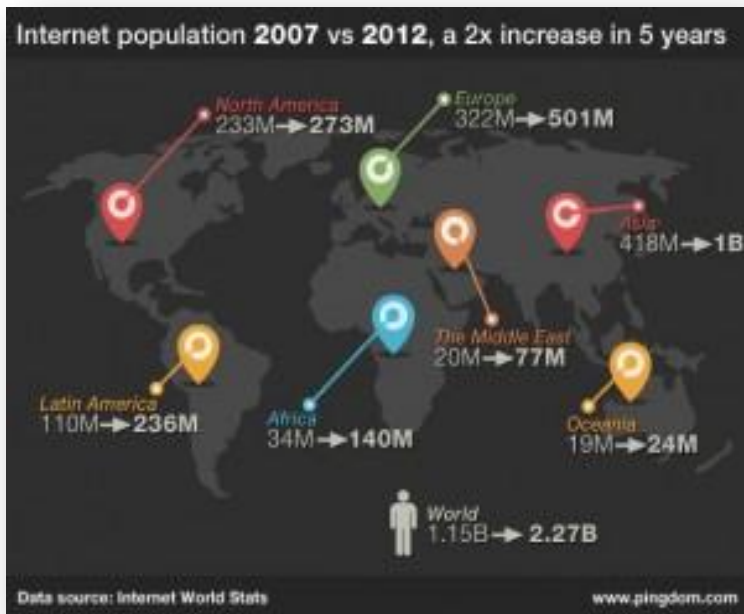 Internet population 2007 vs 2012, a 2x increase in 5 years
North America
233M→273M
Europe
322M→501M
Asia
418M→1B
The Middle East
20M→77M
Latin America
110M→236M
Africa
34M→140M
Oceania
19M→24M
World
1.15B→2.27B
Data source: Internet World Stats
www.pingdom.com